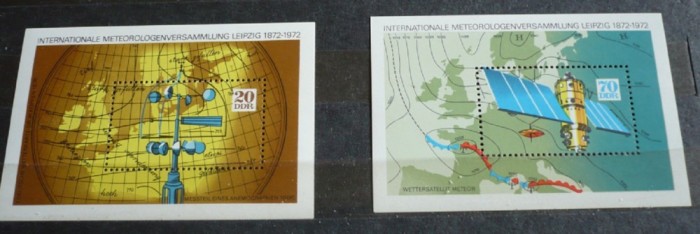 INTERNATIONALE METEOROLOGENVERSAMMLUNG LEIPZIG 1872-1972
20
DDR
INTERNATIONALE METEOROLOGENVERSAMMLUNG LEIPZIG 1872-1972
H
70
DDR
WETTERSATELLIT METEOR